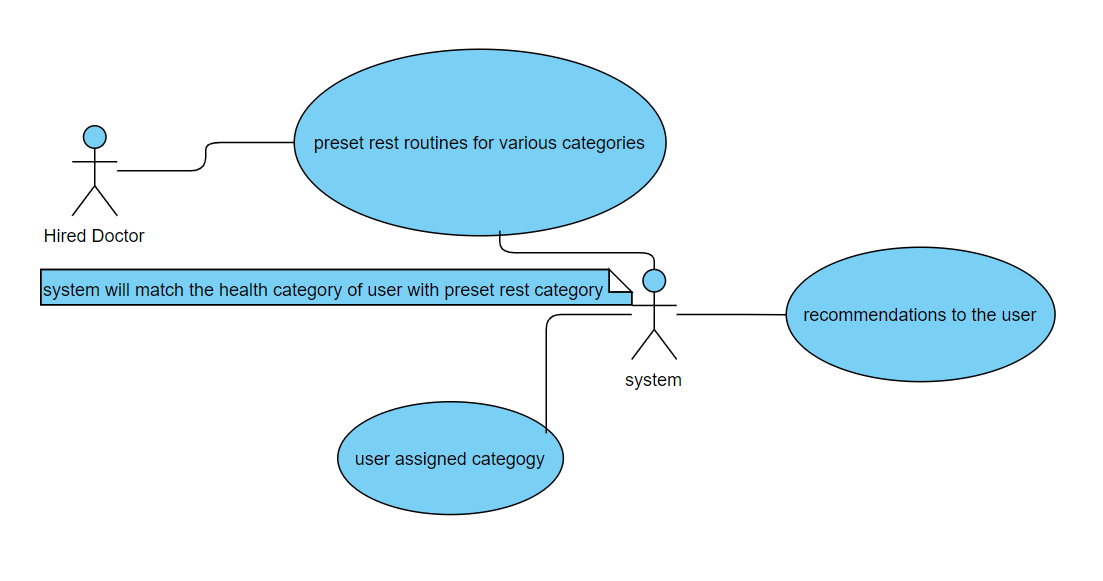 preset rest routines for various categories
Hired Doctor
system will match the health category of user with preset rest category
recommendations to the user
system
user assigned categogy